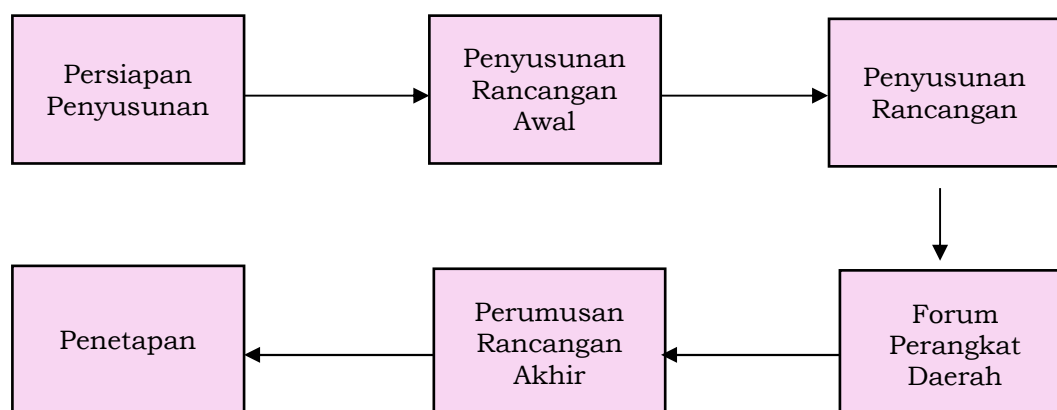 Persiapan
Penyusunan
Penyusunan
Rancangan
Awal
Penyusunan
Rancangan
Forum
Perangkat
Daerah
Perumusan
Rancangan
Akhir
Penetapan